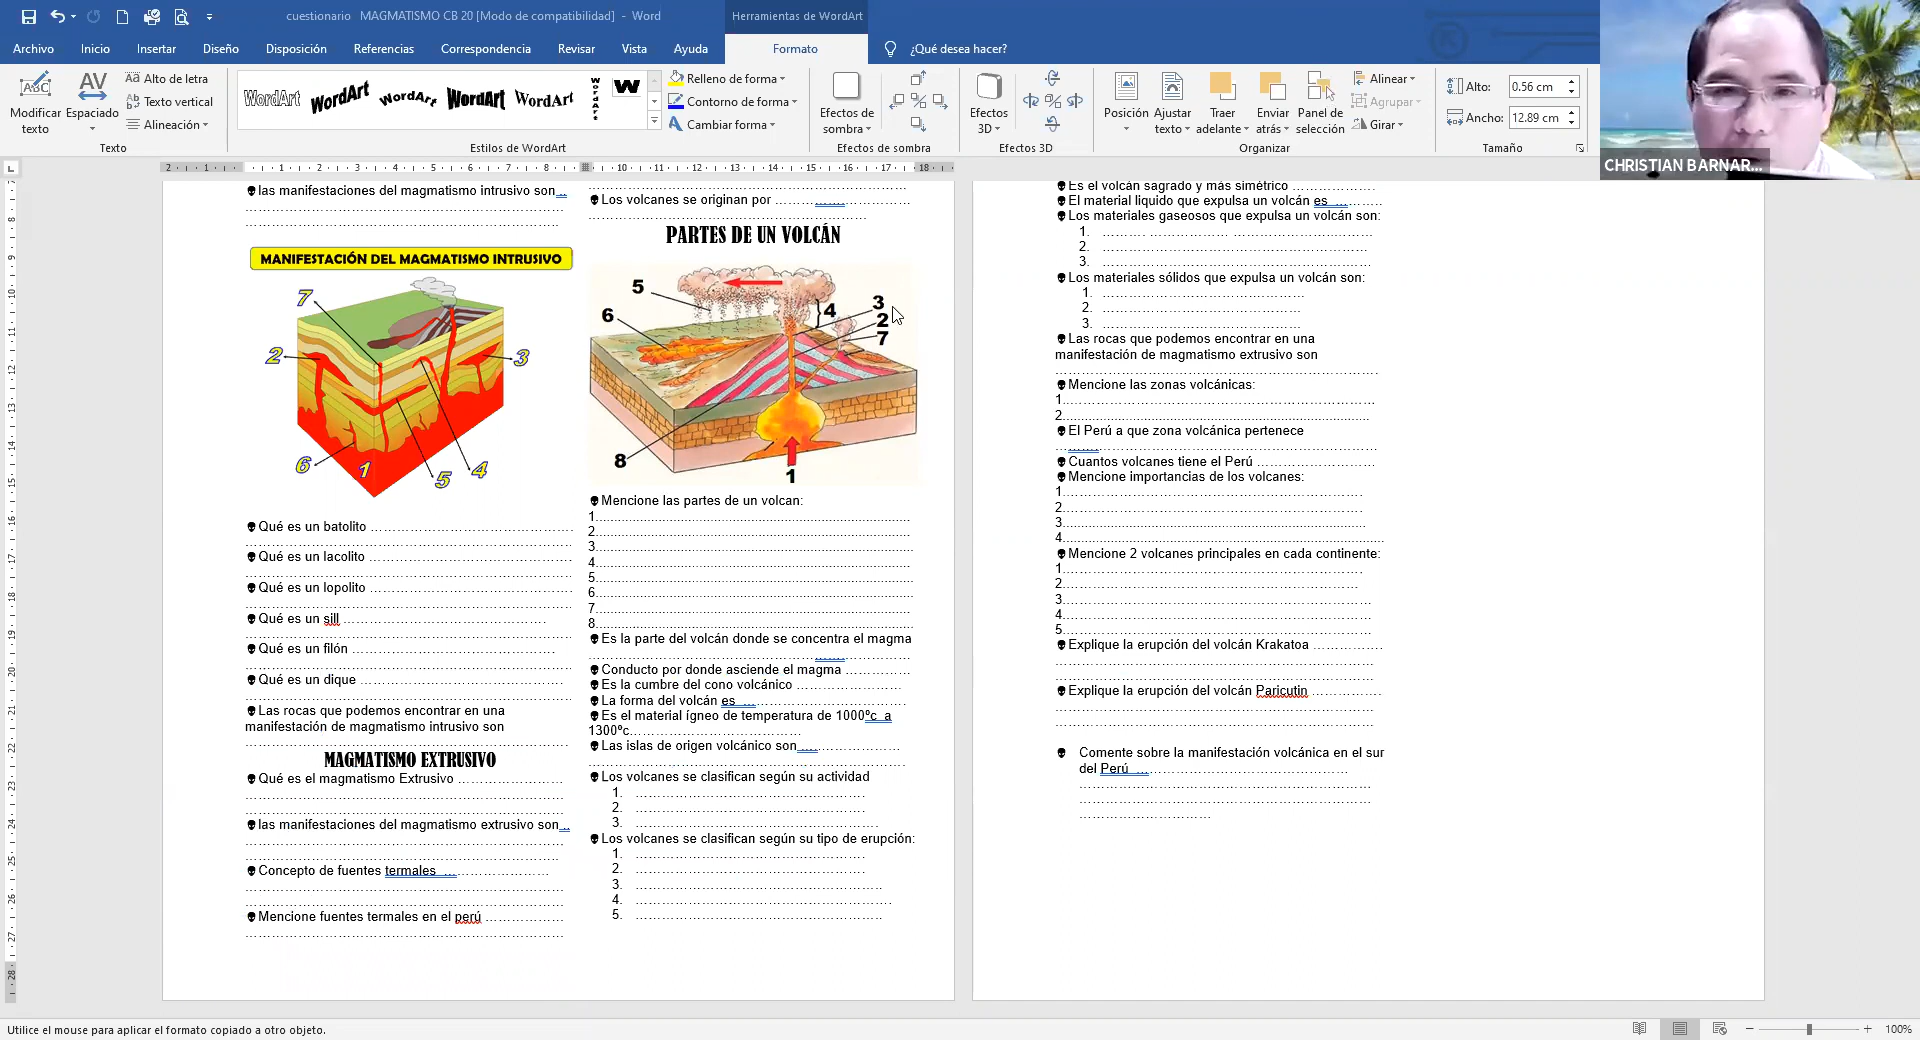 cuestionario MAGMATISMO CB 20 [Modo de compatibilidad] - Word
Herramientas de WordArt
Archivo Inicio Insertar Diseño Disposición Referencias Correspondencia Revisar Vista Ayuda Formato ¿Qué desea hacer?
Modificar texto
Espaciado
Alto de letra
Texto vertical
Alineación
Texto
WordArt WordArt WordArt WordArt WordArt WordArt W
Estilos de WordArt
Relleno de forma
Contorno de forma
Cambiar forma
Efectos de sombra
Efectos de sombra
Efectos 3D
Efectos 3D
Posición
Ajustar texto
Traer adelante
Enviar atrás
Panel de selección
Alinear
Agrupar
Girar
Organizar
Alto: 0.56 cm
Ancho: 12.89 cm
Tamaño
CHRISTIAN BARNAR...
las manifestaciones del magmatismo intrusivo son
MANIFESTACIÓN DEL MAGMATISMO INTRUSIVO
7
2
3
6
1
5
4
Qué es un batolito
Qué es un lacolito
Qué es un lopolito
Qué es un sill
Qué es un filón
Qué es un dique
Las rocas que podemos encontrar en una
manifestación de magmatismo intrusivo son
MAGMATISMO EXTRUSIVO
Qué es el magmatismo Extrusivo
las manifestaciones del magmatismo extrusivo son
Concepto de fuentes termales
Mencione fuentes termales en el perú
Los volcanes se originan por
PARTES DE UN VOLCÁN
5
6
4
3
2
7
8
1
Mencione las partes de un volcan:
1
2
3
4
5
6
7
8
Es la parte del volcán donde se concentra el magma
Conducto por donde asciende el magma
Es la cumbre del cono volcánico
La forma del volcán es
Es el material ígneo de temperatura de 1000ºc a
1300ºc
Las islas de origen volcánico son
Los volcanes se clasifican según su actividad
1.
2.
3.
Los volcanes se clasifican según su tipo de erupción:
1.
2.
3.
4.
5.
Es el volcán sagrado y más simétrico
El material liquido que expulsa un volcán es
Los materiales gaseosos que expulsa un volcán son:
1.
2.
3.
Los materiales sólidos que expulsa un volcán son:
1.
2.
3.
Las rocas que podemos encontrar en una
manifestación de magmatismo extrusivo son
Mencione las zonas volcánicas:
1
2
El Perú a que zona volcánica pertenece
Cuantos volcanes tiene el Perú
Mencione importancias de los volcanes:
1
2
3
4
Mencione 2 volcanes principales en cada continente:
1
2
3
4
5
Explique la erupción del volcán Krakatoa
Explique la erupción del volcán Paricutin
Comente sobre la manifestación volcánica en el sur
del Perú
Utilice el mouse para aplicar el formato copiado a otro objeto.
100%